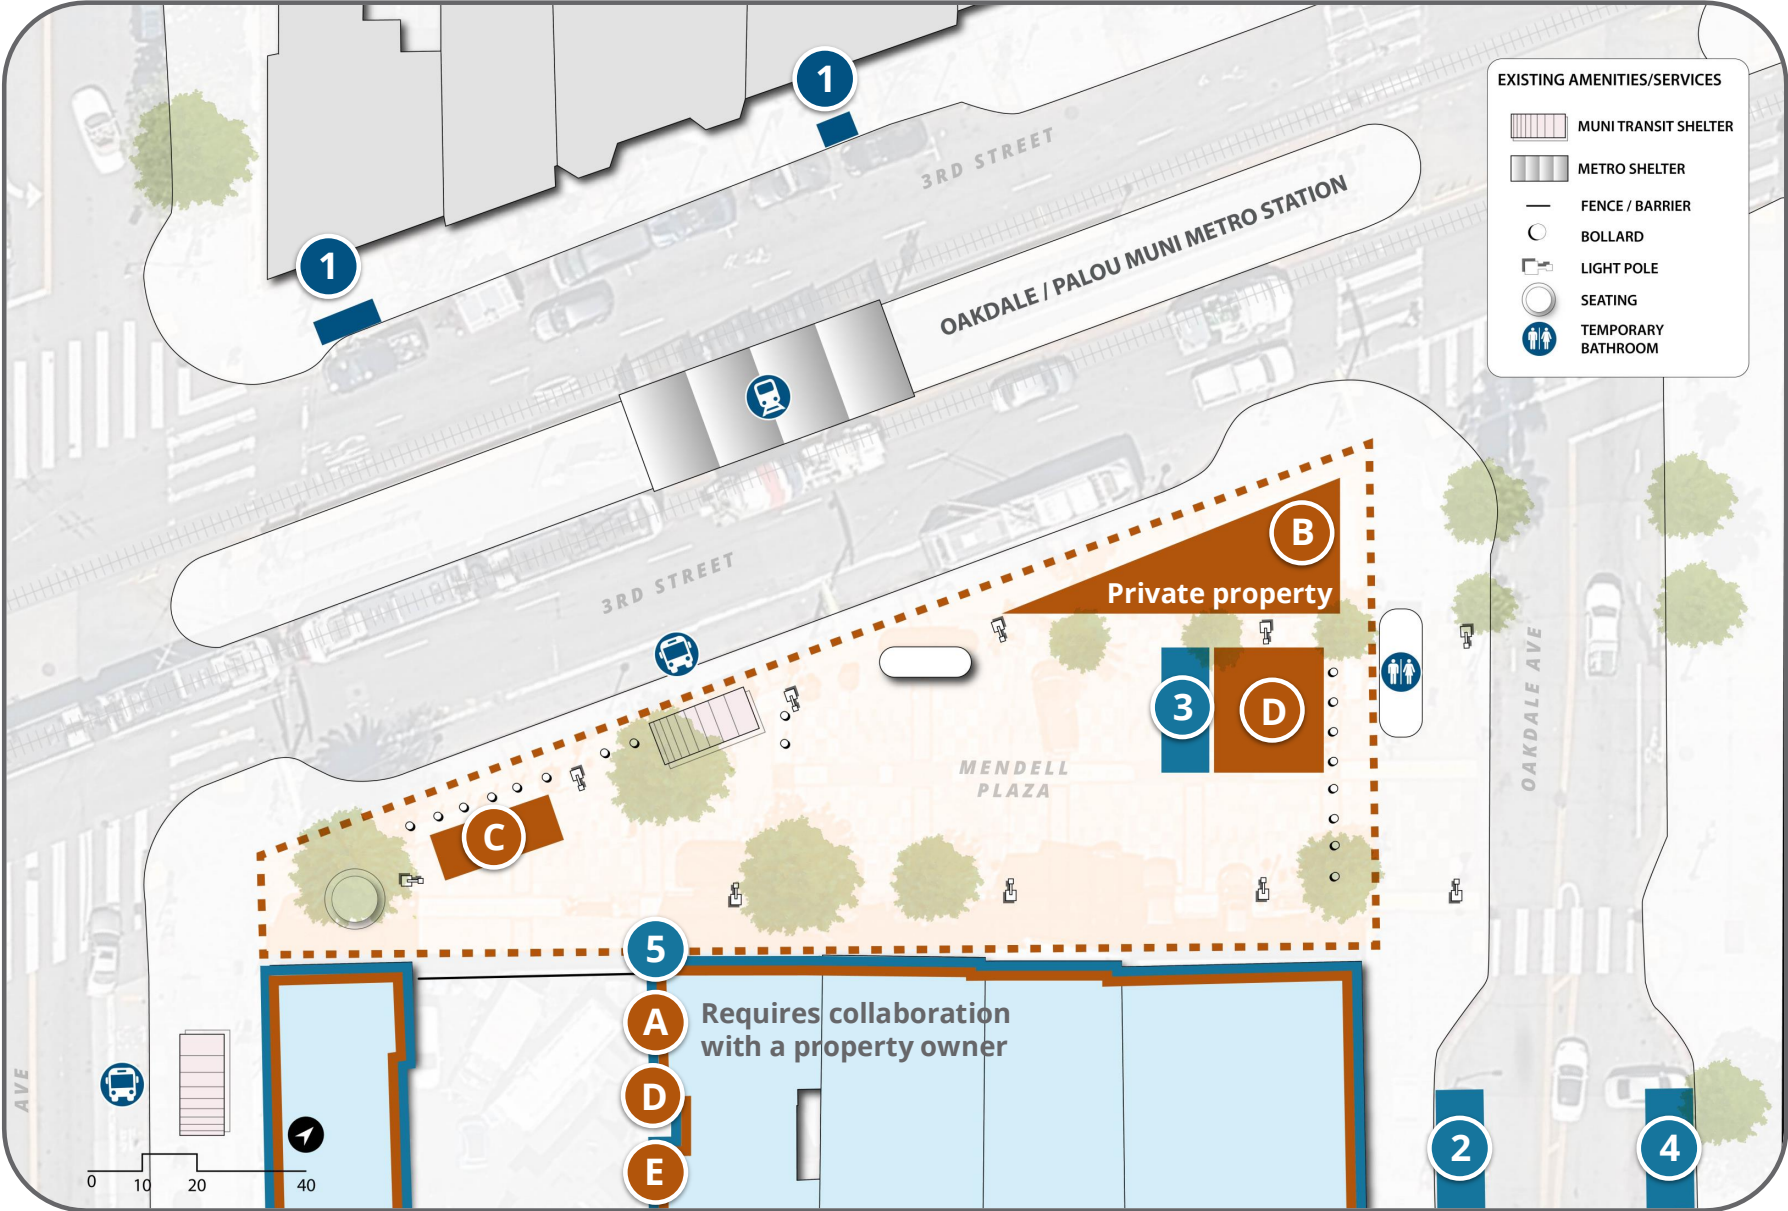 1
EXISTING AMENITIES/SERVICES
MUNI TRANSIT SHELTER
METRO SHELTER
FENCE / BARRIER
BOLLARD
LIGHT POLE
SEATING
TEMPORARY
BATHROOM
3RD STREET
OAKDALE / PALOU MUNI METRO STATION
1
B
Private property
3RD STREET
OAKDALE AVE
3
D
MENDELL
PLAZA
C
5
A
Requires collaboration
with a property owner
D
E
AVE
2
4
0
10
20
40